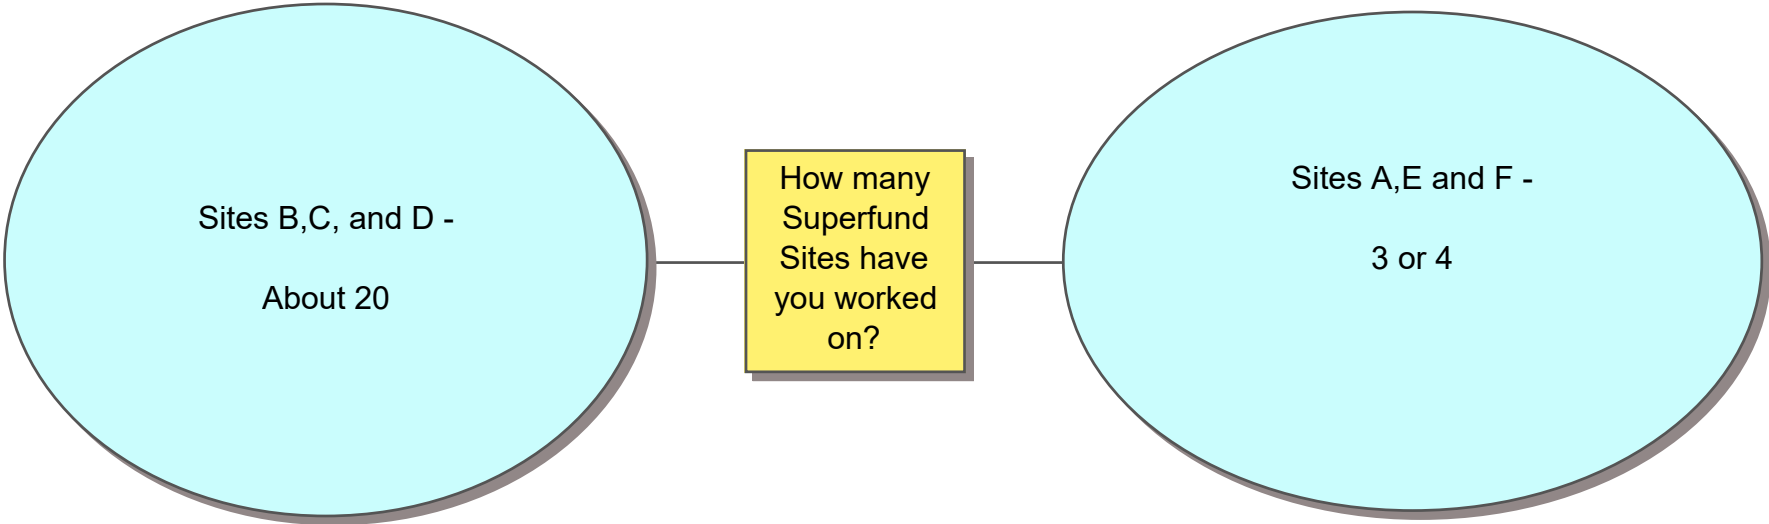 Sites B,C, and D -
About 20
How many
Superfund
Sites have
you worked
on?
Sites A,E and F -
3 or 4